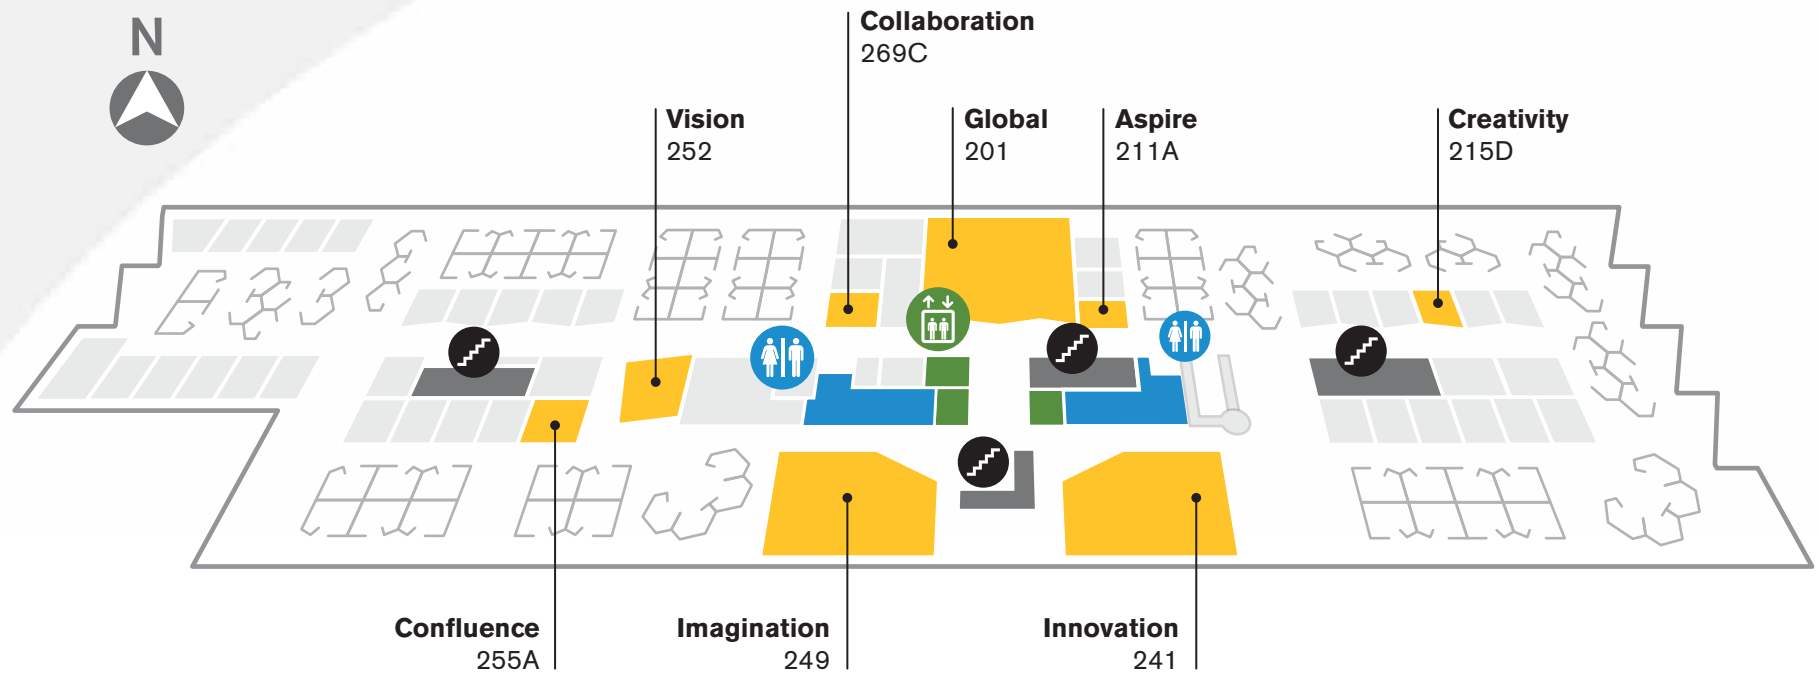 N
Collaboration
269C
Vision
252
Global
201
Aspire
211A
Creativity
215D
Confluence
255A
Imagination
249
Innovation
241